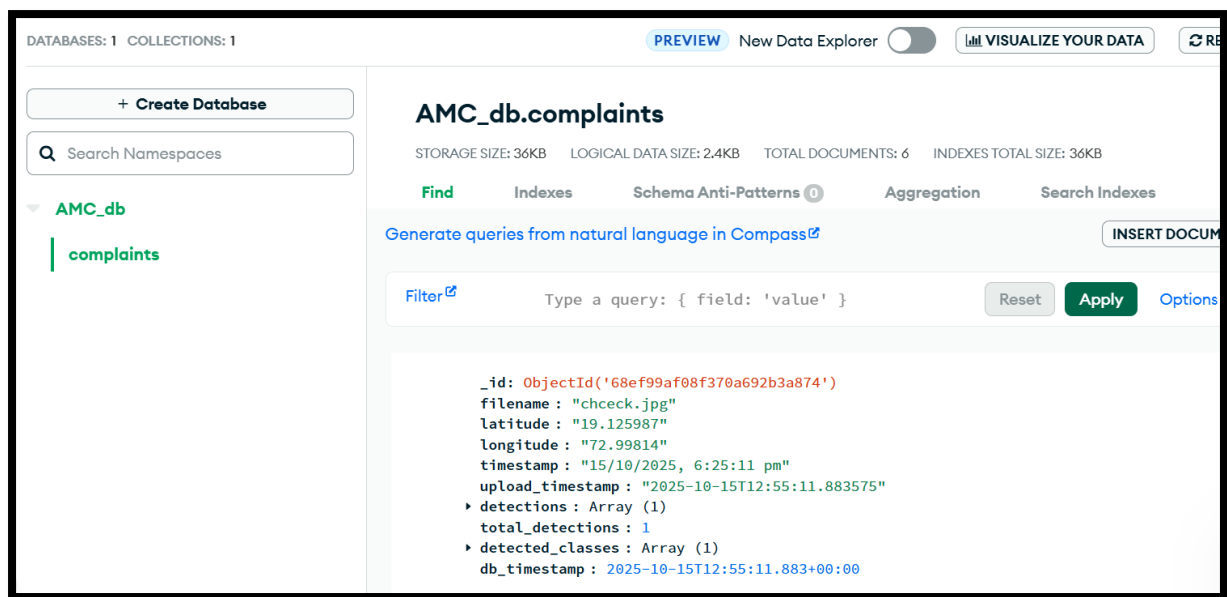 DATABASES: 1 COLLECTIONS: 1
PREVIEW New Data Explorer
VISUALIZE YOUR DATA
RE
+ Create Database
Search Namespaces
AMC_db
complaints
AMC_db.complaints
STORAGE SIZE: 36KB LOGICAL DATA SIZE: 2.4KB TOTAL DOCUMENTS: 6 INDEXES TOTAL SIZE: 36KB
Find Indexes Schema Anti-Patterns 0 Aggregation Search Indexes
Generate queries from natural language in Compass
INSERT DOCUM
Filter Type a query: { field: 'value' } Reset Apply Options
_id: ObjectId('68ef99af08f370a692b3a874')
filename : "chceck.jpg"
latitude : "19.125987"
longitude : "72.99814"
timestamp : "15/10/2025, 6:25:11 pm"
upload_timestamp : "2025-10-15T12:55:11.883575"
detections : Array (1)
total_detections : 1
detected_classes : Array (1)
db_timestamp : 2025-10-15T12:55:11.883+00:00